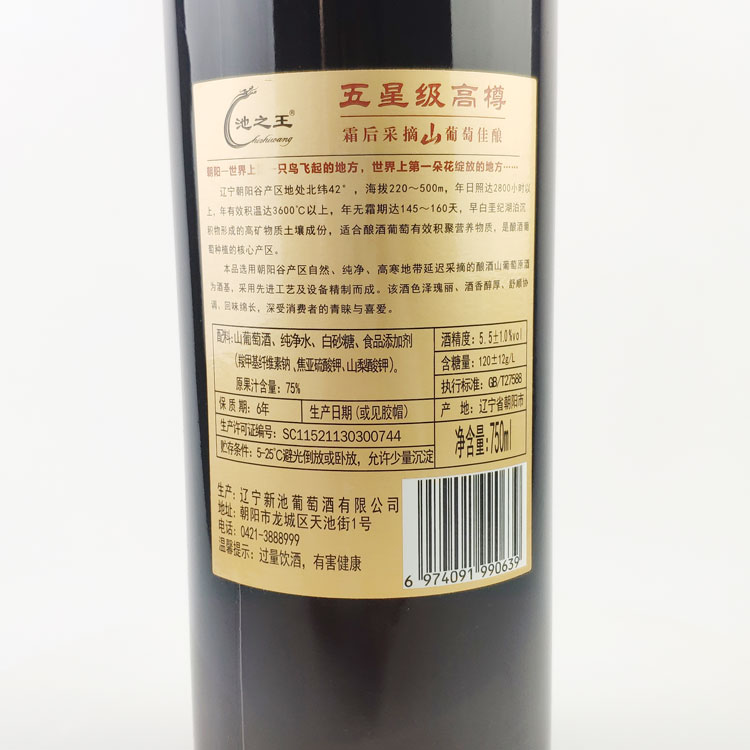 池之王®
Chizhiwang
五星级高樽
霜后采摘山葡萄佳酿
朝阳—世界上第一只鸟飞起的地方，世界上第一朵花绽放的地方……
辽宁朝阳谷产区地处北纬42°，海拔220～500m，年日照达2800小时以
上，年有效积温达3600℃以上，年无霜期达145～160天，早白垩纪湖泊沉
积物形成的高矿物质土壤成份，适合酿酒葡萄有效积聚营养物质，是酿酒葡
萄种植的核心产区。
本品选用朝阳谷产区自然、纯净、高寒地带延迟采摘的酿酒山葡萄原酒
为酒基，采用先进工艺及设备精制而成。该酒色泽瑰丽、酒香醇厚、舒顺协
调、回味绵长，深受消费者的青睐与喜爱。
配料:山葡萄酒、纯净水、白砂糖、食品添加剂
（羧甲基纤维素钠、焦亚硫酸钾、山梨酸钾）。
原果汁含量: 75%
酒精度: 5.5±1.0%vol
含糖量: 120±12g/L
执行标准: GB/T27588
保 质 期: 6年
生产日期(或见胶帽)
产 地: 辽宁省朝阳市
生产许可证编号: SC11521130300744
贮存条件: 5-25℃避光倒放或卧放，允许少量沉淀
净含量:750ml
生产: 辽宁新池葡萄酒有限公司
地址: 朝阳市龙城区天池街1号
电话: 0421-3888999
温馨提示: 过量饮酒，有害健康
6 974091 990639